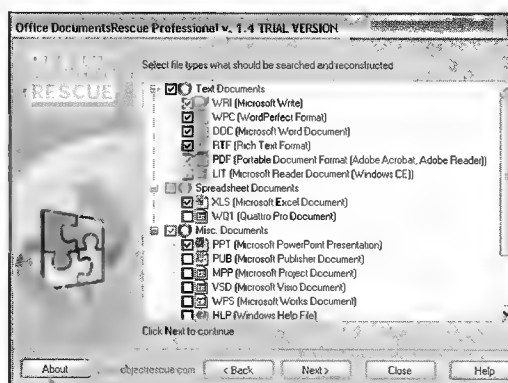 Office DocumentsRescue Professional v. 1.4 TRIAL VERSION
RESCUE
Select file types what should be searched and reconstructed
Text Documents
WRI (Microsoft Write)
WPC (WordPerfect Format)
DOC (Microsoft Word Document)
RTF (Rich Text Format)
PDF (Portable Document Format (Adobe Acrobat, Adobe Reader))
LIT (Microsoft Reader Document (Windows CE))
Spreadsheet Documents
XLS (Microsoft Excel Document)
WQ1 (Quattro Pro Document)
Misc. Documents
PPT (Microsoft PowerPoint Presentation)
PUB (Microsoft Publisher Document)
MPP (Microsoft Project Document)
VSD (Microsoft Visio Document)
WPS (Microsoft Works Document)
HLP (Windows Help File)
Click Next to continue
About
objectrescue.com
< Back
Next >
Close
Help